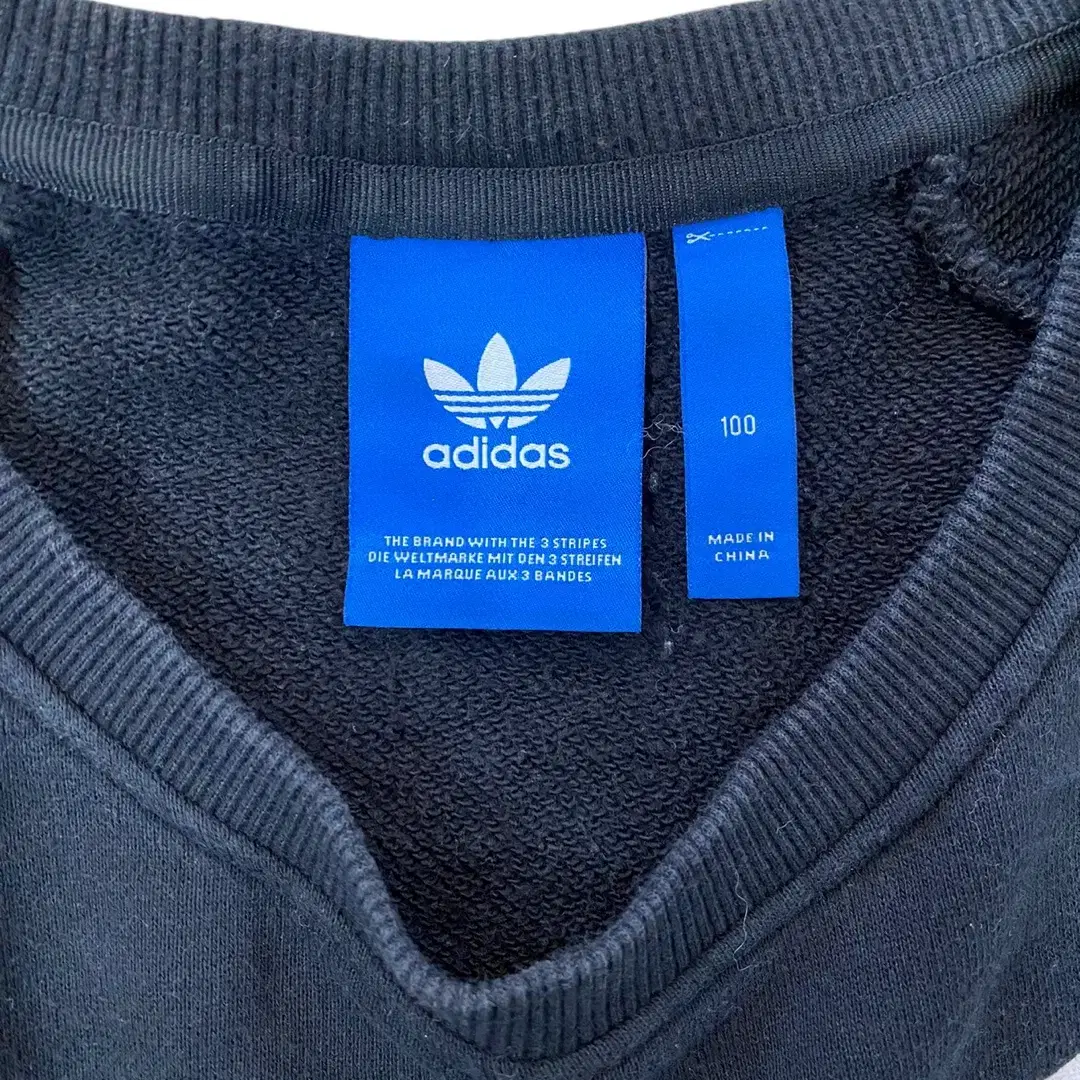 adidas
THE BRAND WITH THE 3 STRIPES
DIE WELTMARKE MIT DEN 3 STREIFEN
LA MARQUE AUX 3 BANDES
100
MADE IN
CHINA